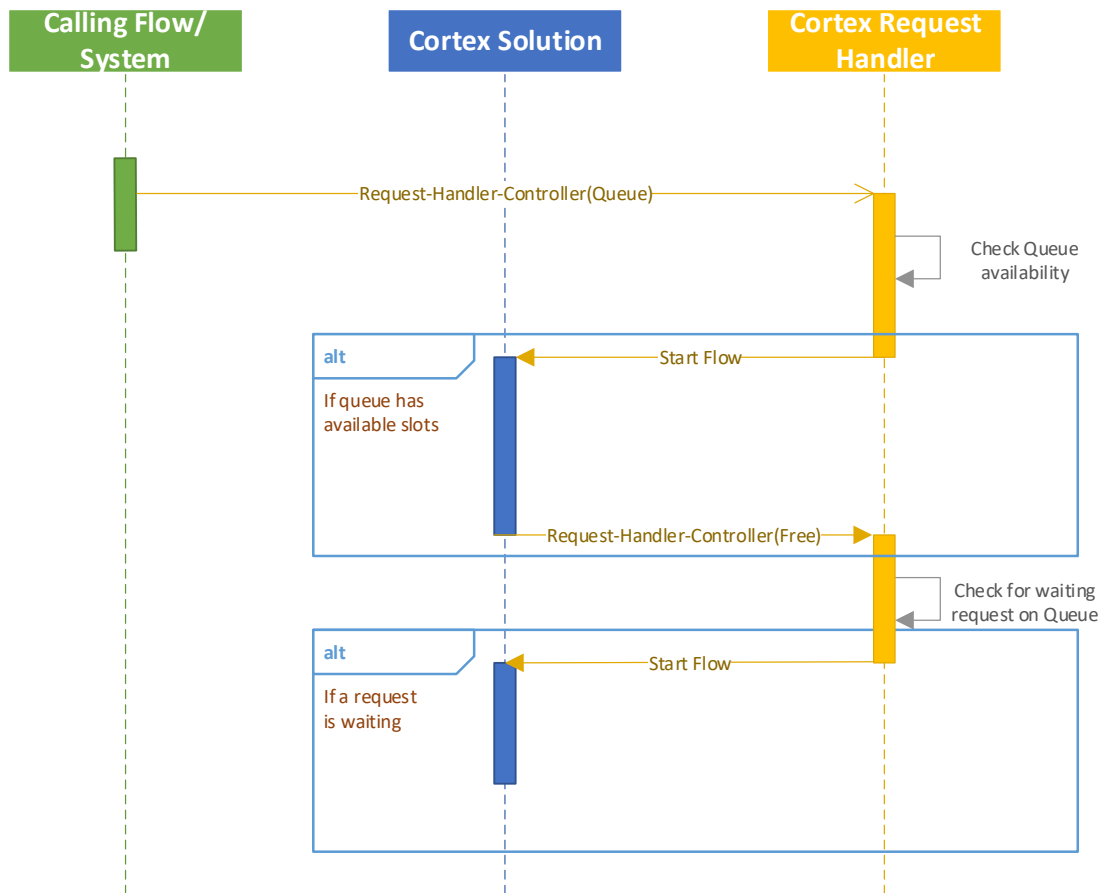 Calling Flow/
System
Cortex Solution
Cortex Request
Handler
Request-Handler-Controller(Queue)
Check Queue
availability
alt
Start Flow
If queue has
available slots
Request-Handler-Controller(Free)
Check for waiting
request on Queue
alt
Start Flow
If a request
is waiting